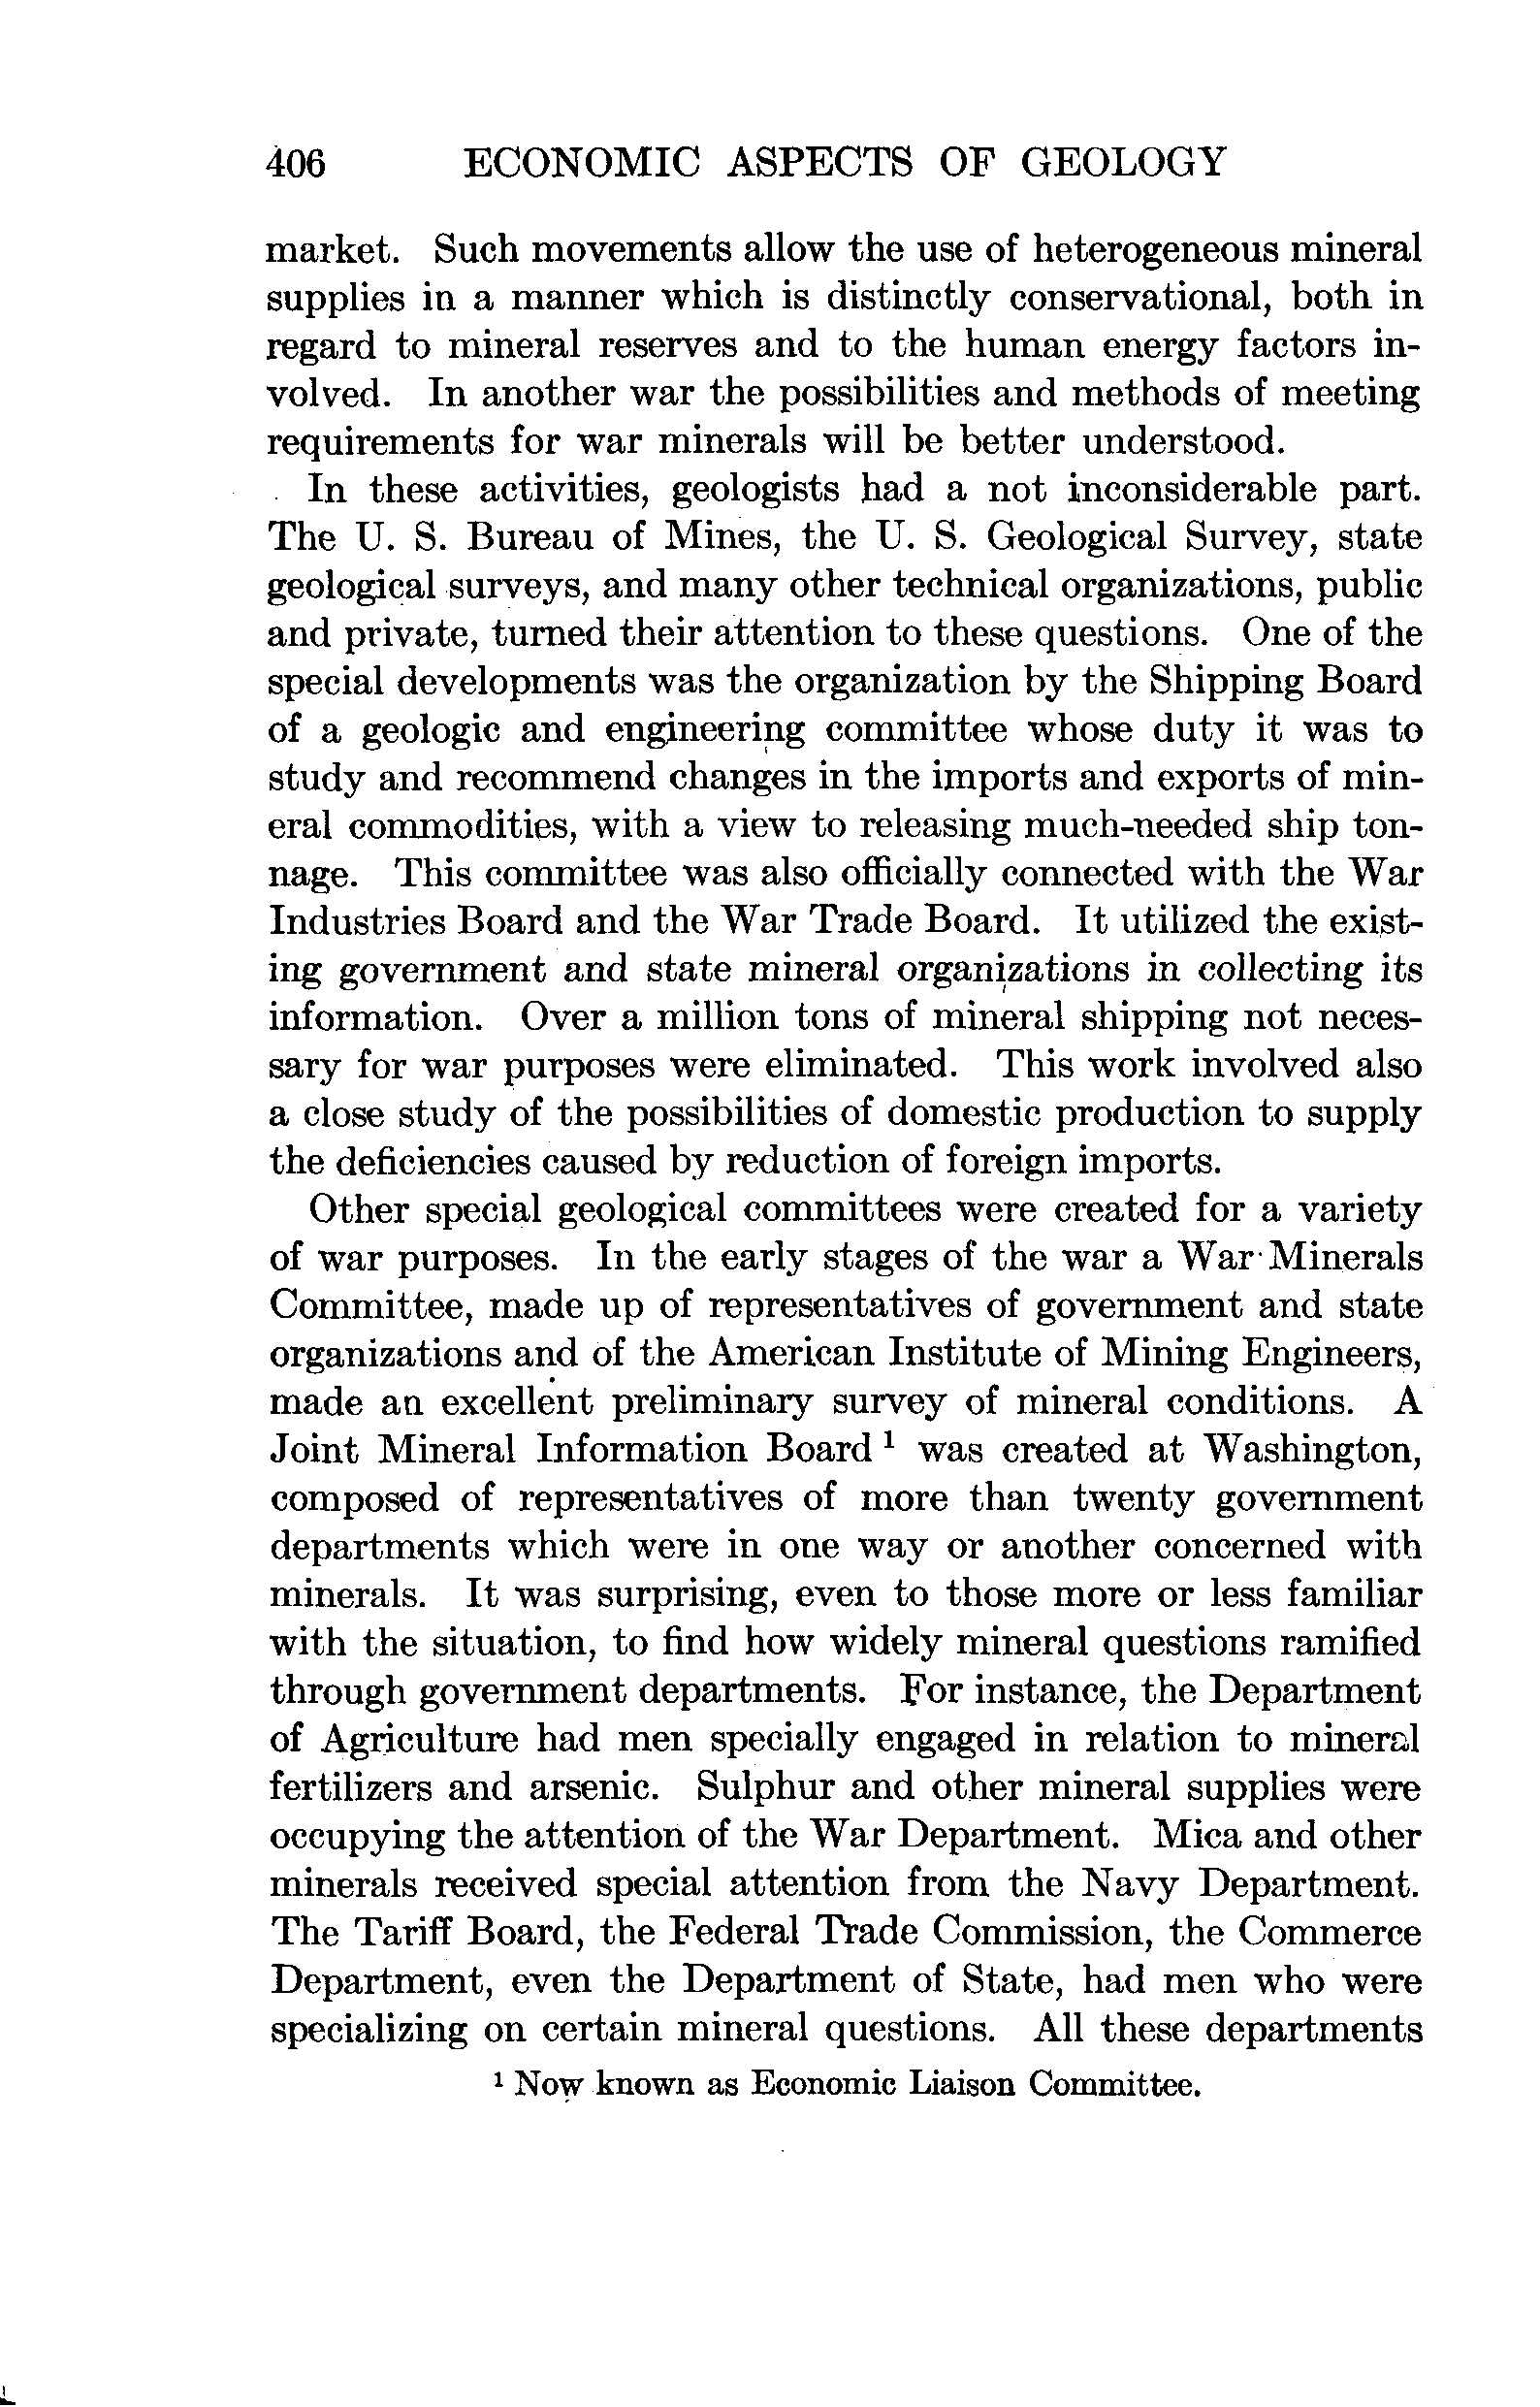 406 ECONOMIC ASPECTS OF GEOLOGY
market. Such movements allow the use of heterogeneous mineral
supplies in a manner which is distinctly conservational, both in
regard to mineral reserves and to the human energy factors in-
volved. In another war the possibilities and methods of meeting
requirements for war minerals will be better understood.
In these activities, geologists had a not inconsiderable part.
The U. S. Bureau of Mines, the U. S. Geological Survey, state
geological surveys, and many other technical organizations, public
and private, turned their attention to these questions. One of the
special developments was the organization by the Shipping Board
of a geologic and engineering committee whose duty it was to
study and recommend changes in the imports and exports of min-
eral commodities, with a view to releasing much-needed ship ton-
nage. This committee was also officially connected with the War
Industries Board and the War Trade Board. It utilized the exist-
ing government and state mineral organizations in collecting its
information. Over a million tons of mineral shipping not neces-
sary for war purposes were eliminated. This work involved also
a close study of the possibilities of domestic production to supply
the deficiencies caused by reduction of foreign imports.
Other special geological committees were created for a variety
of war purposes. In the early stages of the war a War Minerals
Committee, made up of representatives of government and state
organizations and of the American Institute of Mining Engineers,
made an excellent preliminary survey of mineral conditions. A
Joint Mineral Information Board ¹ was created at Washington,
composed of representatives of more than twenty government
departments which were in one way or another concerned with
minerals. It was surprising, even to those more or less familiar
with the situation, to find how widely mineral questions ramified
through government departments. For instance, the Department
of Agriculture had men specially engaged in relation to mineral
fertilizers and arsenic. Sulphur and other mineral supplies were
occupying the attention of the War Department. Mica and other
minerals received special attention from the Navy Department.
The Tariff Board, the Federal Trade Commission, the Commerce
Department, even the Department of State, had men who were
specializing on certain mineral questions. All these departments
¹ Now known as Economic Liaison Committee.